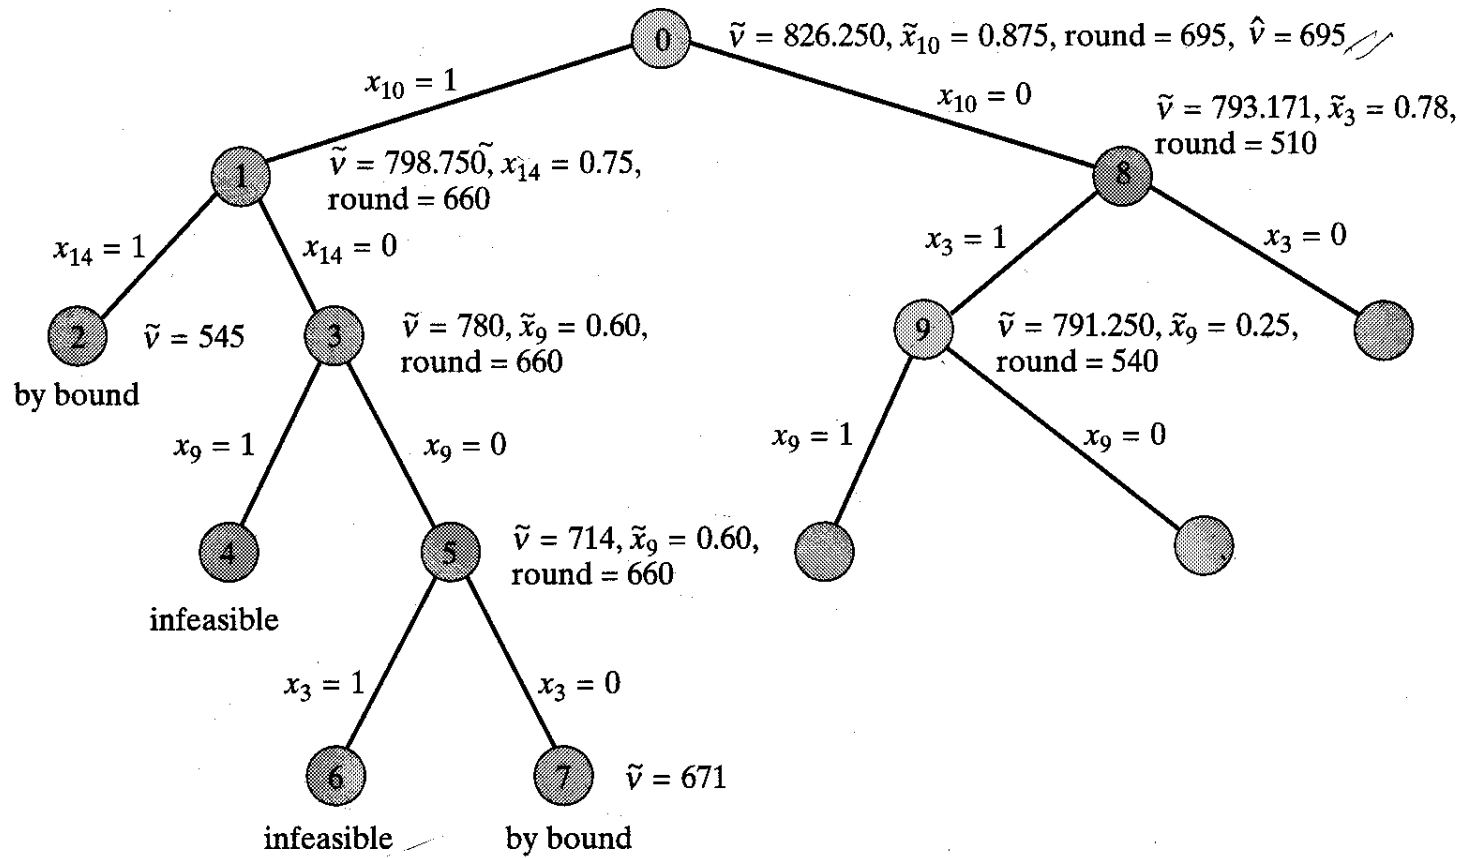 0
ṽ = 826.250, x̃10 = 0.875, round = 695, v̂ = 695
x10 = 1
x10 = 0
ṽ = 793.171, x̃3 = 0.78,
round = 510
1
ṽ = 798.750, x̃14 = 0.75,
round = 660
8
x14 = 1
x14 = 0
x3 = 1
x3 = 0
2
ṽ = 545
by bound
3
ṽ = 780, x̃9 = 0.60,
round = 660
9
ṽ = 791.250, x̃9 = 0.25,
round = 540
x9 = 1
x9 = 0
x9 = 1
x9 = 0
4
infeasible
5
ṽ = 714, x̃9 = 0.60,
round = 660
x3 = 1
x3 = 0
6
infeasible
7
ṽ = 671
by bound